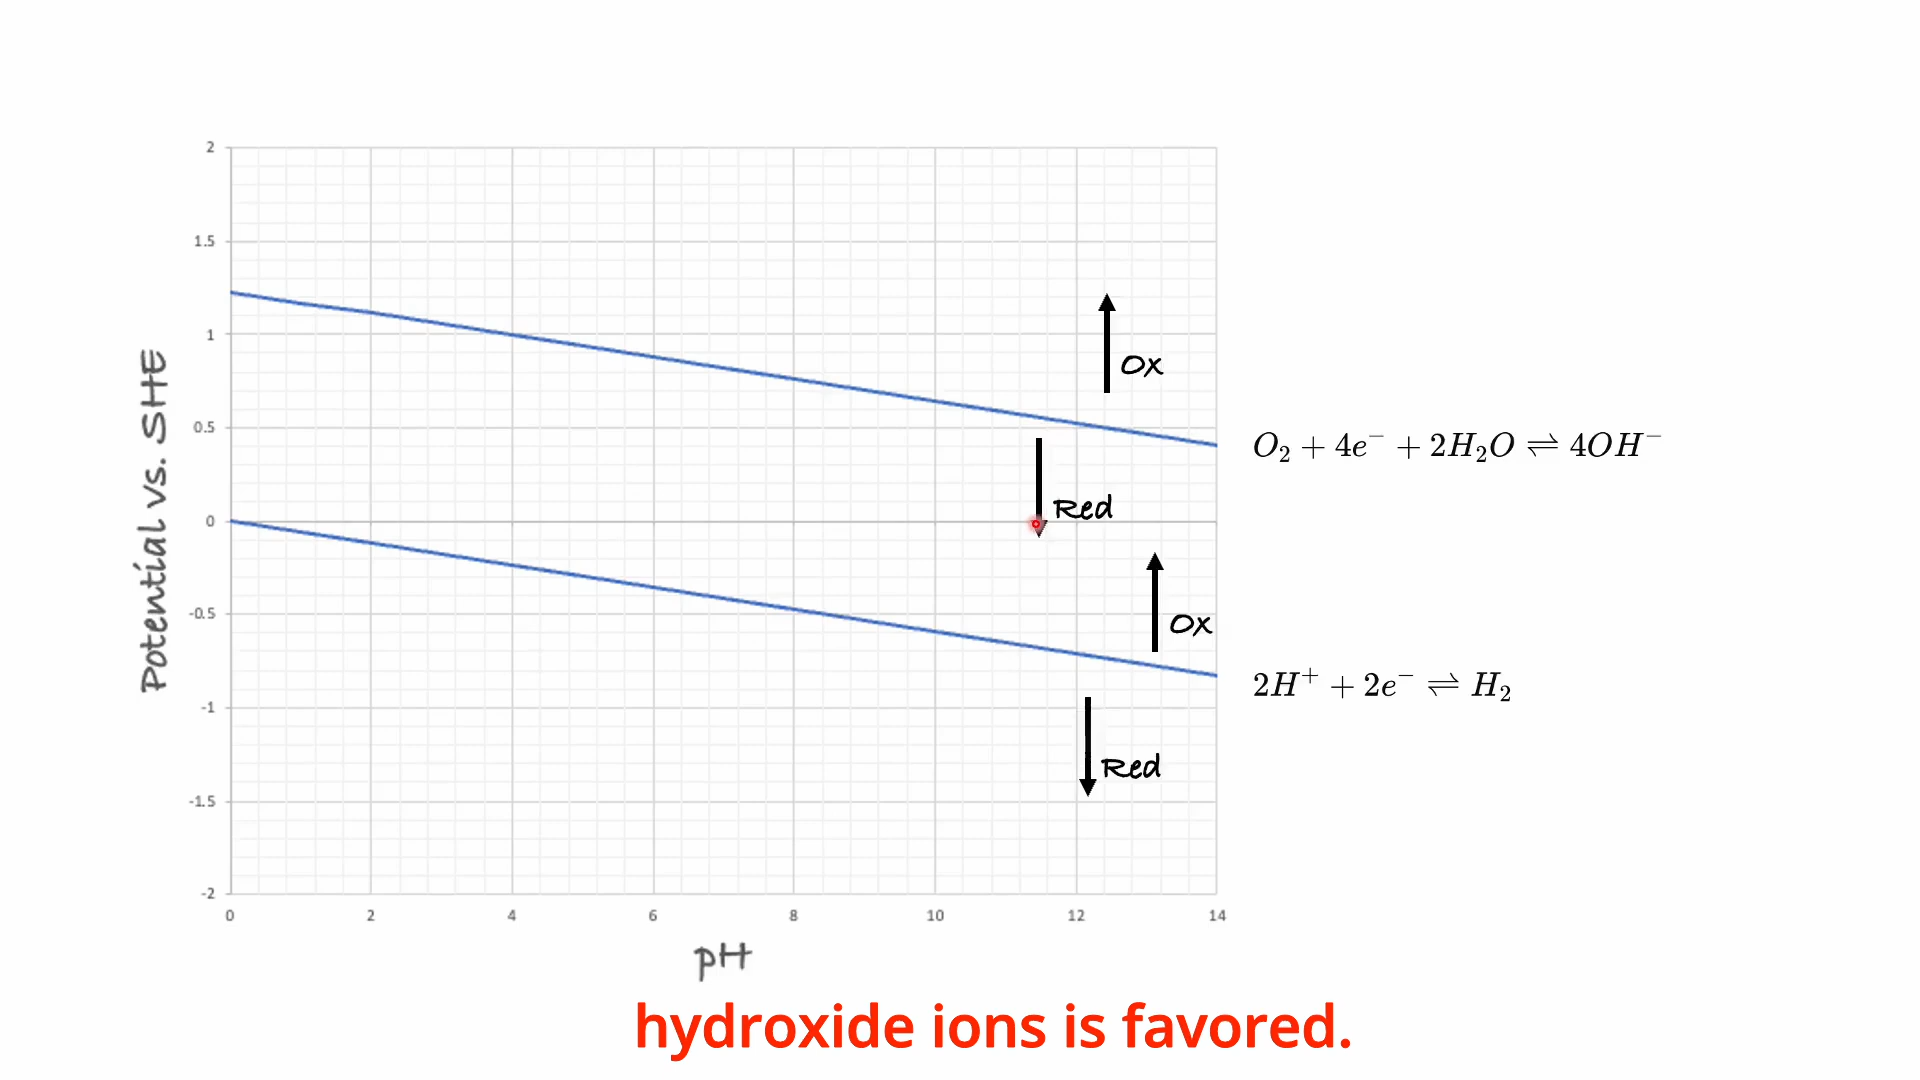 2
1.5
1
0.5
0
-0.5
-1
-1.5
-2
Potential vs. SHE
Ox
Red
Ox
Red
O₂ + 4e⁻ + 2H₂O ⇌ 4OH⁻
2H⁺ + 2e⁻ ⇌ H₂
0 2 4 6 8 10 12 14
pH
hydroxide ions is favored.